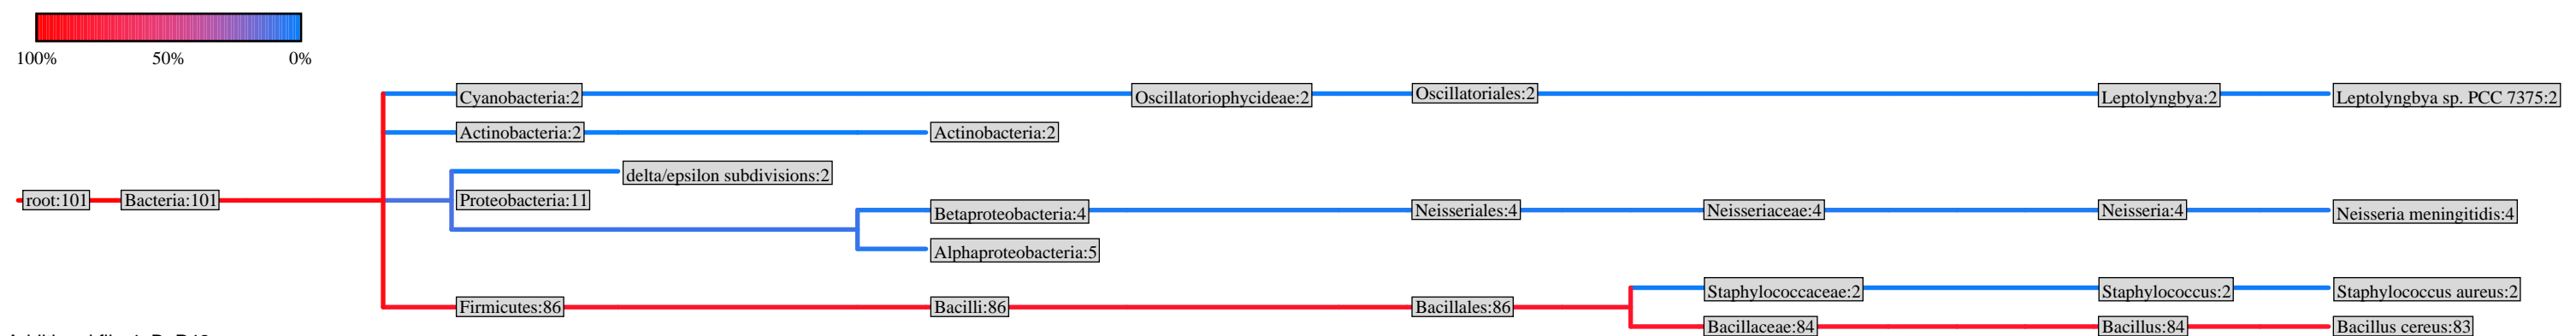 100% 50% 0%
Cyanobacteria:2 Oscillatoriophycideae:2 Oscillatoriales:2 Leptolyngbya:2 Leptolyngbya sp. PCC 7375:2
Actinobacteria:2 Actinobacteria:2
delta/epsilon subdivisions:2
root:101 Bacteria:101 Proteobacteria:11
Betaproteobacteria:4 Neisseriales:4 Neisseriaceae:4 Neisseria:4 Neisseria meningitidis:4
Alphaproteobacteria:5
Staphylococcaceae:2 Staphylococcus:2 Staphylococcus aureus:2
Firmicutes:86 Bacilli:86 Bacillales:86
Bacillaceae:84 Bacillus:84 Bacillus cereus:83